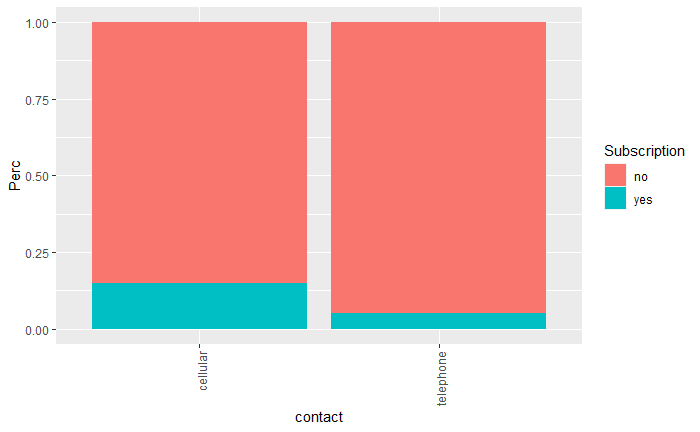 1.00
0.75
0.50
0.25
0.00
Perc
cellular
telephone
contact
Subscription
no
yes